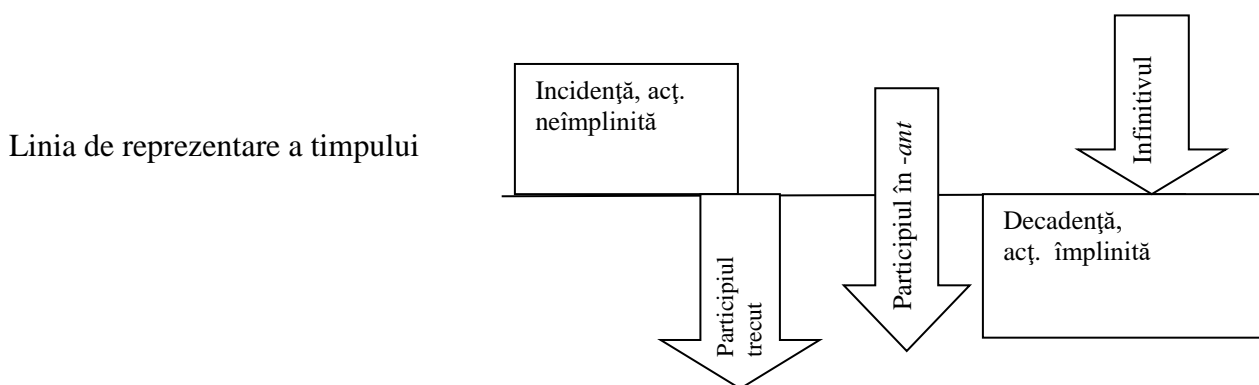 Linia de reprezentare a timpului
Incidenţă, acţ.
neîmplinită
Participiul
trecut
Participiul în -ant
Infinitivul
Decadenţă,
acţ. împlinită